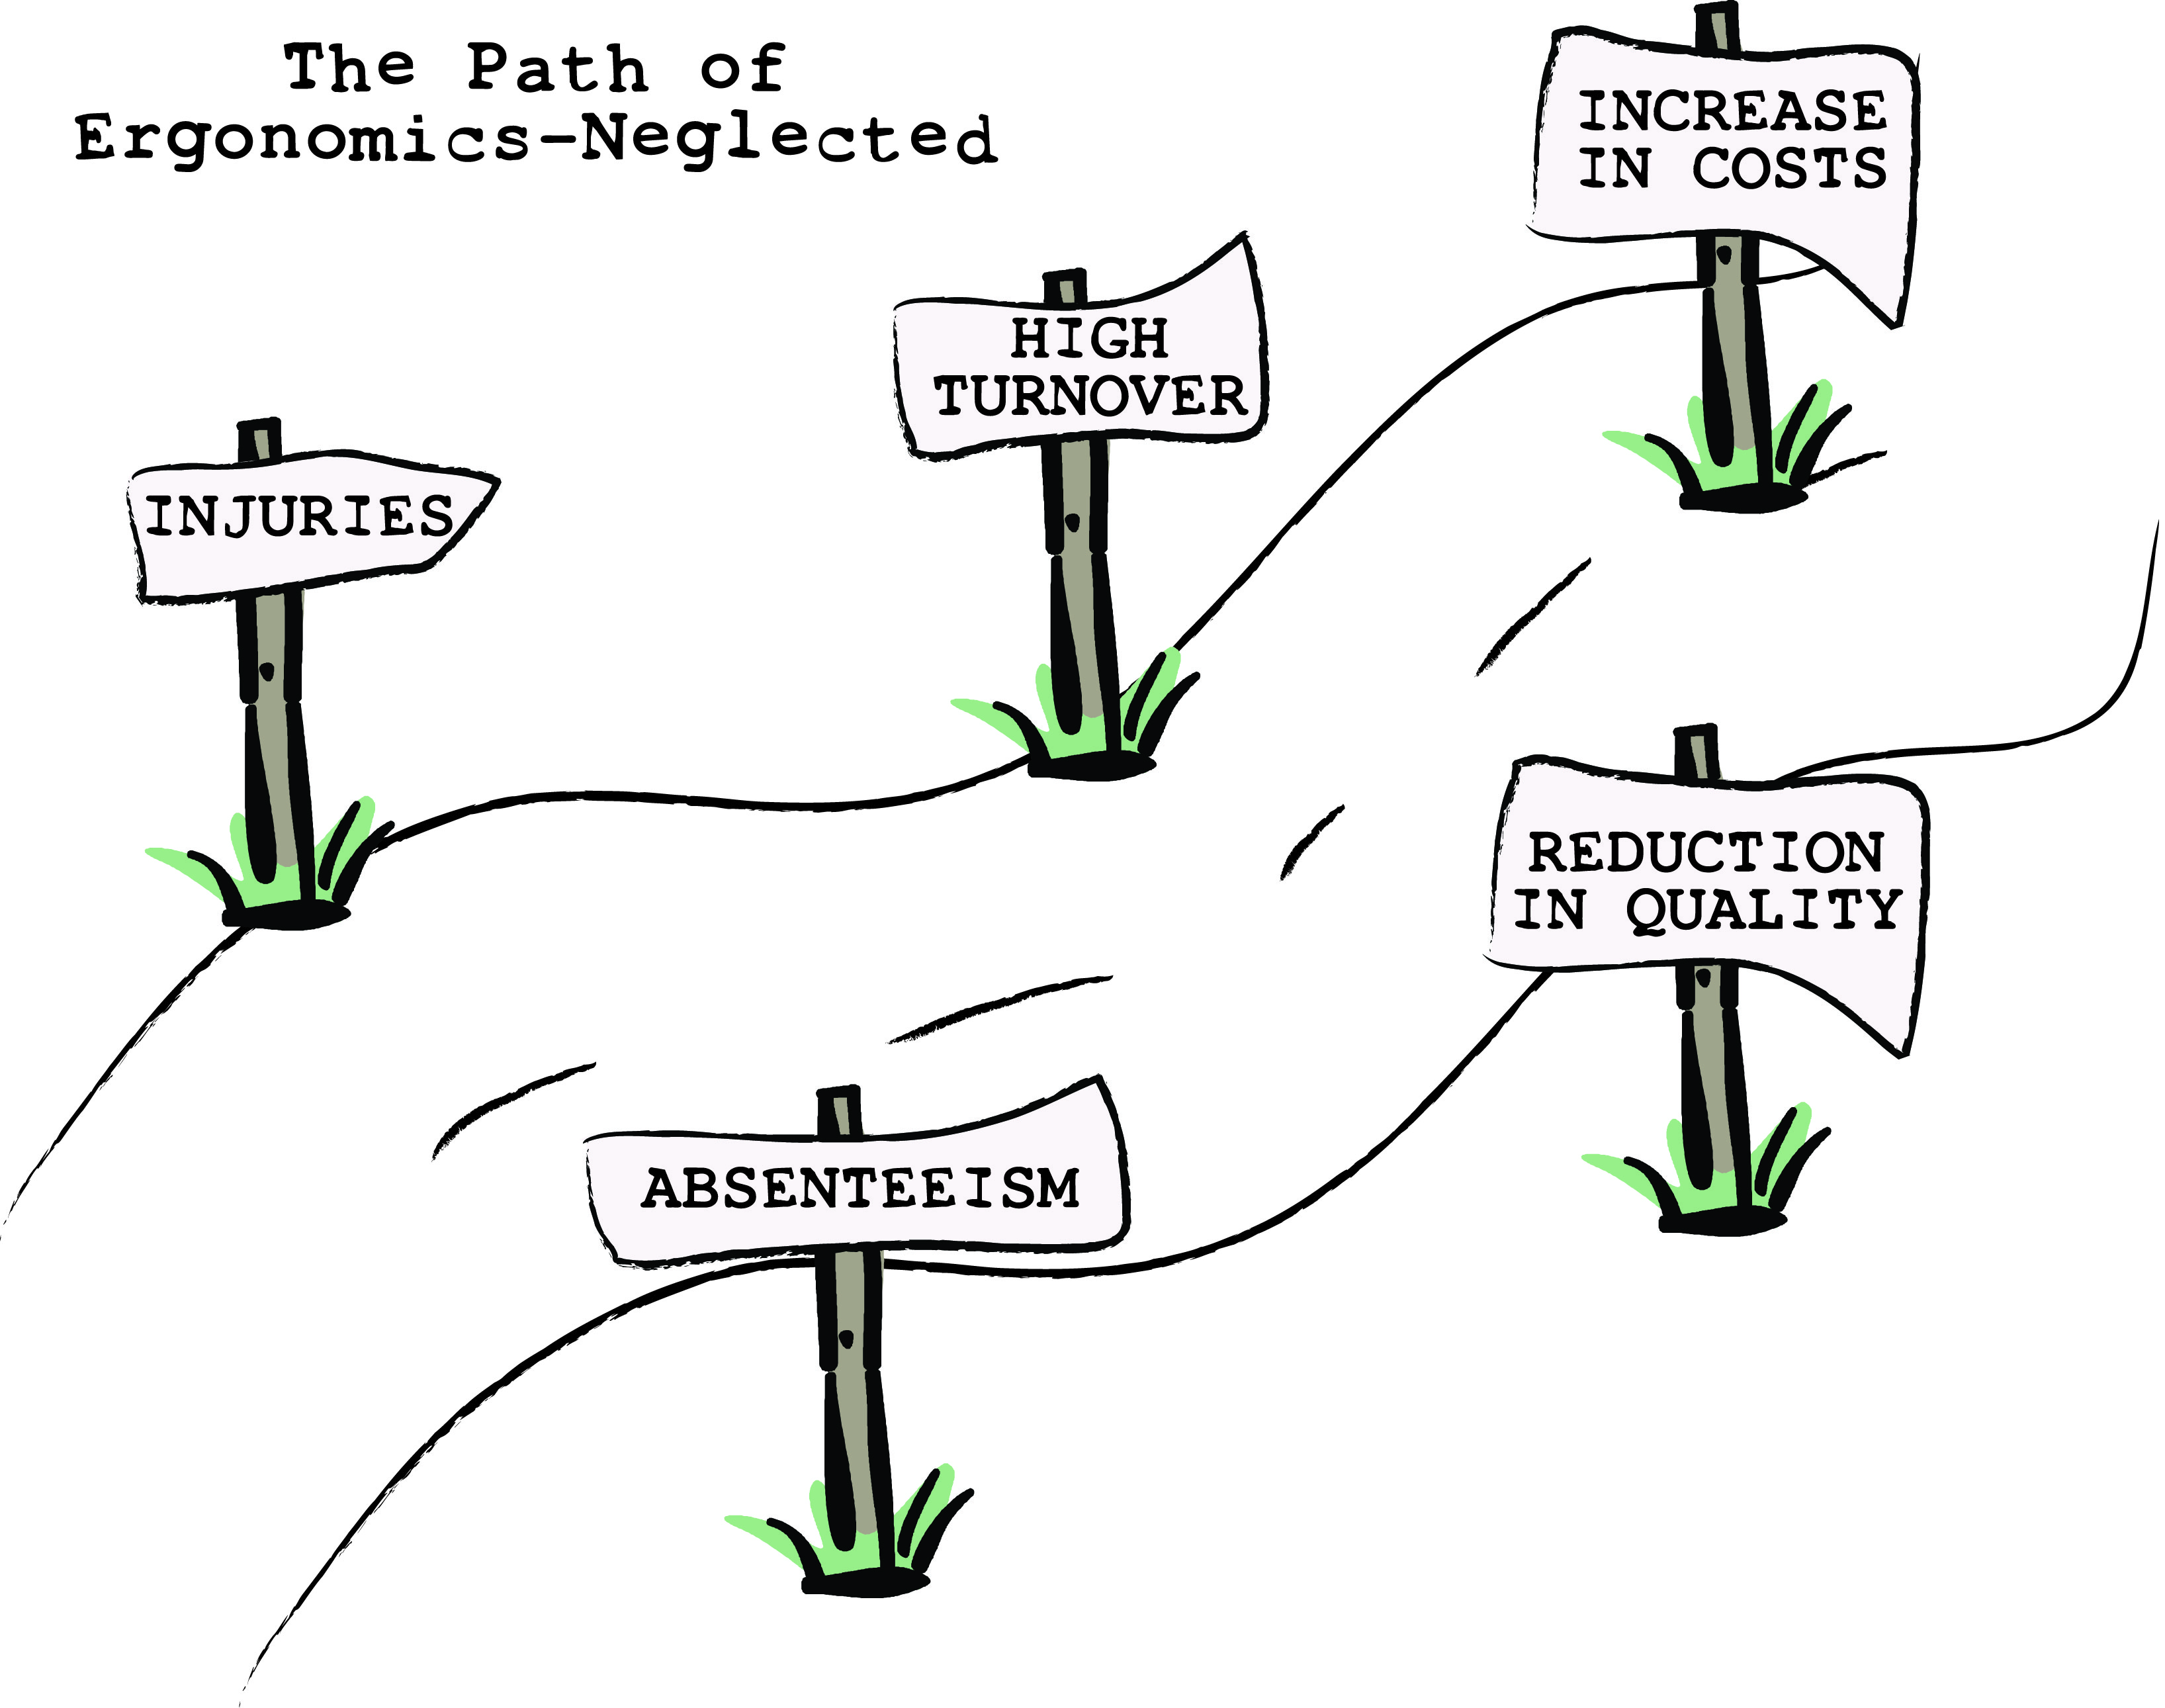 The Path of
Ergonomics-Neglected
INCREASE
IN COSTS
HIGH
TURNOVER
INJURIES
REDUCTION
IN QUALITY
ABSENTEEISM